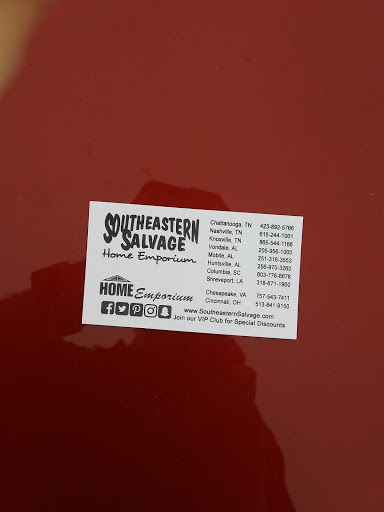 SOUTHEASTERN
SALVAGE
Home Emporium
HOME Emporium
Chattanooga, TN 423-892-5766
Nashville, TN 615-244-1001
Knoxville, TN 865-544-1166
Irondale, AL 205-956-1000
Mobile, AL 251-316-3553
Huntsville, AL 256-970-3260
Columbia, SC 803-776-6676
Shreveport, LA 318-671-1900
Chesapeake, VA 757-543-7411
Cincinnati, OH 513-841-9150
www.SoutheasternSalvage.com
Join our VIP Club for Special Discounts